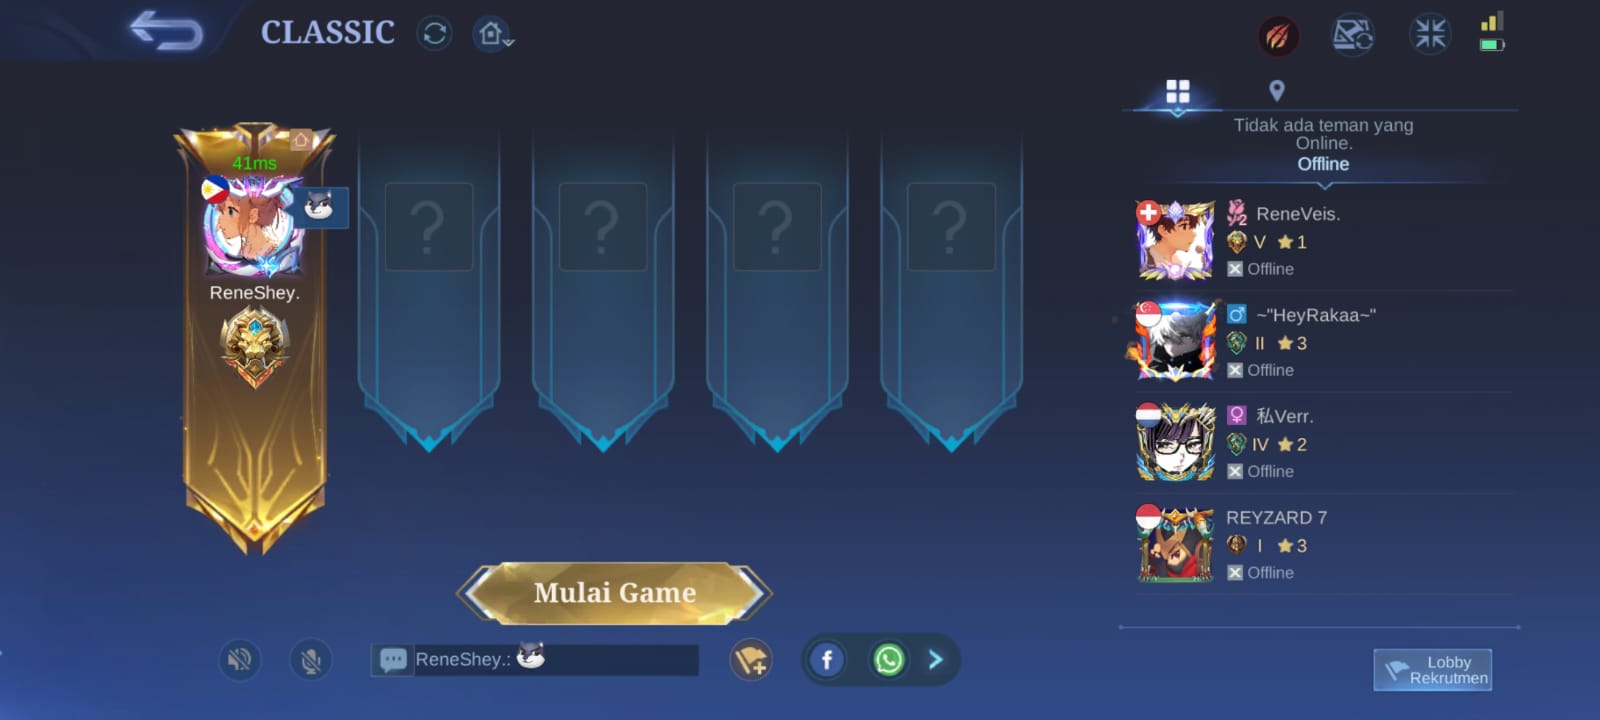 CLASSIC
41ms
ReneShey.
?
?
?
?
Mulai Game
ReneShey.:
Tidak ada teman yang
Online.
Offline
2
ReneVeis.
V ★1
Offline
~"HeyRakaa~"
II ★3
Offline
私Verr.
IV ★2
Offline
REYZARD 7
I ★3
Offline
Lobby
Rekrutmen